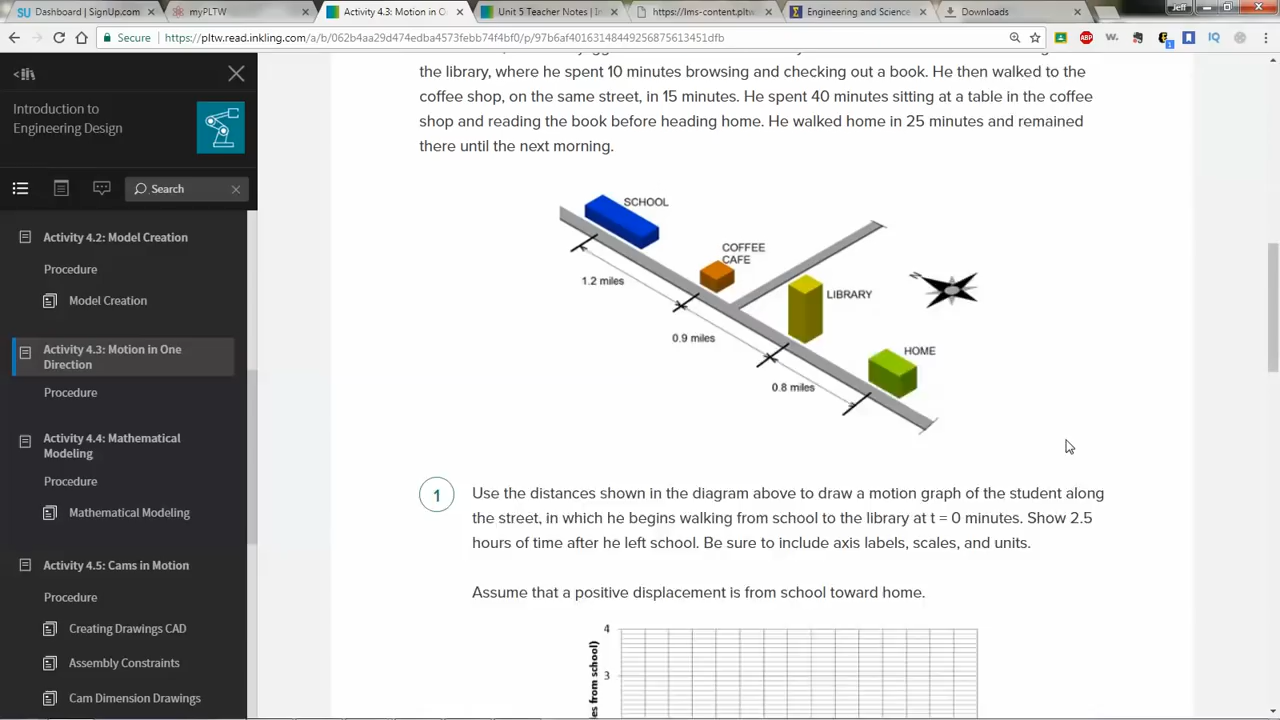 Dashboard | SignUp.com
myPLTW
Activity 4.3: Motion in O
Unit 5 Teacher Notes | In
https://lms-content.pltw
Engineering and Science
Downloads
Jeff
Secure
https://pltw.read.inkling.com/a/b/062b4aa29d474edba4573febb74f4bf0/p/97b6af40163148449256875613451dfb
ABP
W.
IQ
Introduction to
Engineering Design
Search
Activity 4.2: Model Creation
Procedure
Model Creation
Activity 4.3: Motion in One
Direction
Procedure
Activity 4.4: Mathematical
Modeling
Procedure
Mathematical Modeling
Activity 4.5: Cams in Motion
Procedure
Creating Drawings CAD
Assembly Constraints
Cam Dimension Drawings
the library, where he spent 10 minutes browsing and checking out a book. He then walked to the
coffee shop, on the same street, in 15 minutes. He spent 40 minutes sitting at a table in the coffee
shop and reading the book before heading home. He walked home in 25 minutes and remained
there until the next morning.
SCHOOL
COFFEE
CAFE
LIBRARY
HOME
N
1.2 miles
0.9 miles
0.8 miles
1
Use the distances shown in the diagram above to draw a motion graph of the student along
the street, in which he begins walking from school to the library at t = 0 minutes. Show 2.5
hours of time after he left school. Be sure to include axis labels, scales, and units.
Assume that a positive displacement is from school toward home.
4
3
es from school)